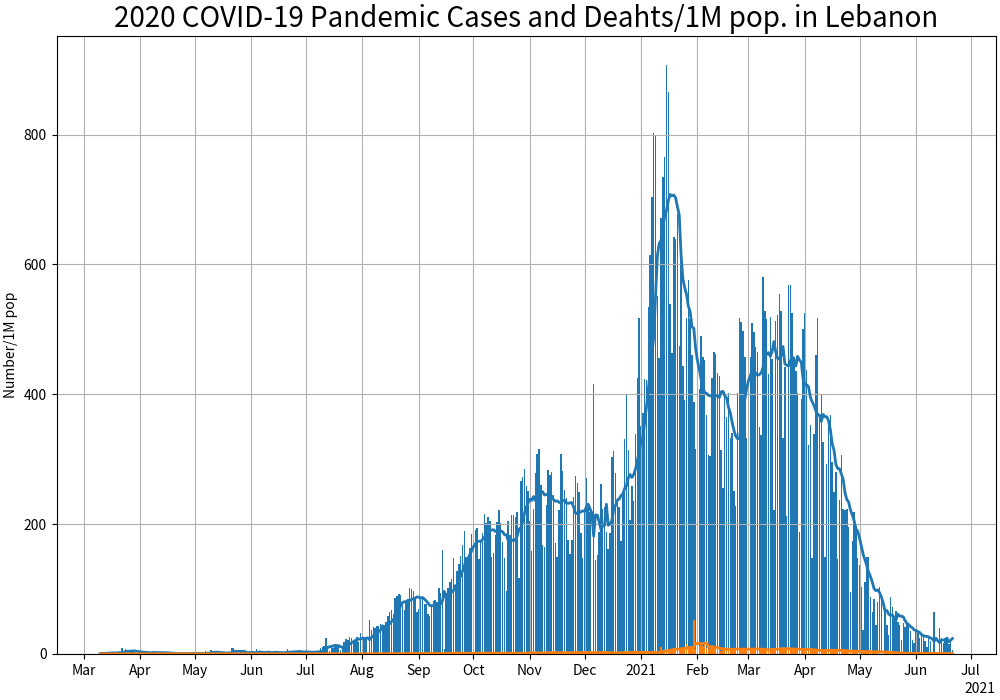 2020 COVID-19 Pandemic Cases and Deahts/1M pop. in Lebanon
Number/1M pop
800
600
400
200
0
Mar Apr May Jun Jul Aug Sep Oct Nov Dec 2021 Feb Mar Apr May Jun Jul
2021